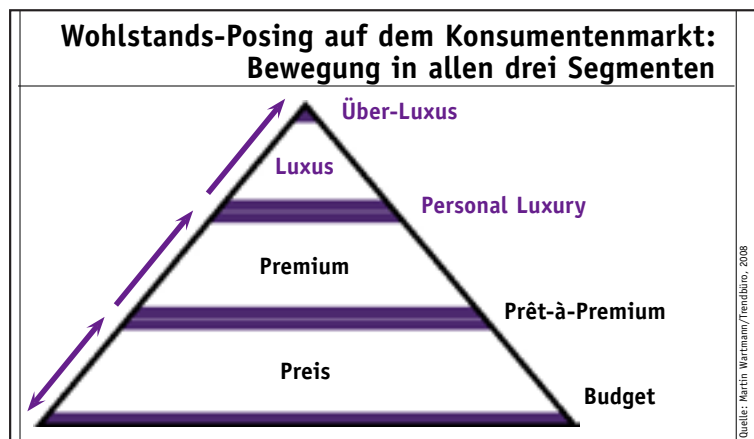 Wohlstands-Posing auf dem Konsumentenmarkt:
Bewegung in allen drei Segmenten
Über-Luxus
Luxus
Personal Luxury
Premium
Prêt-à-Premium
Preis
Budget
Quelle: Martin Wartmann/Trendbüro, 2008